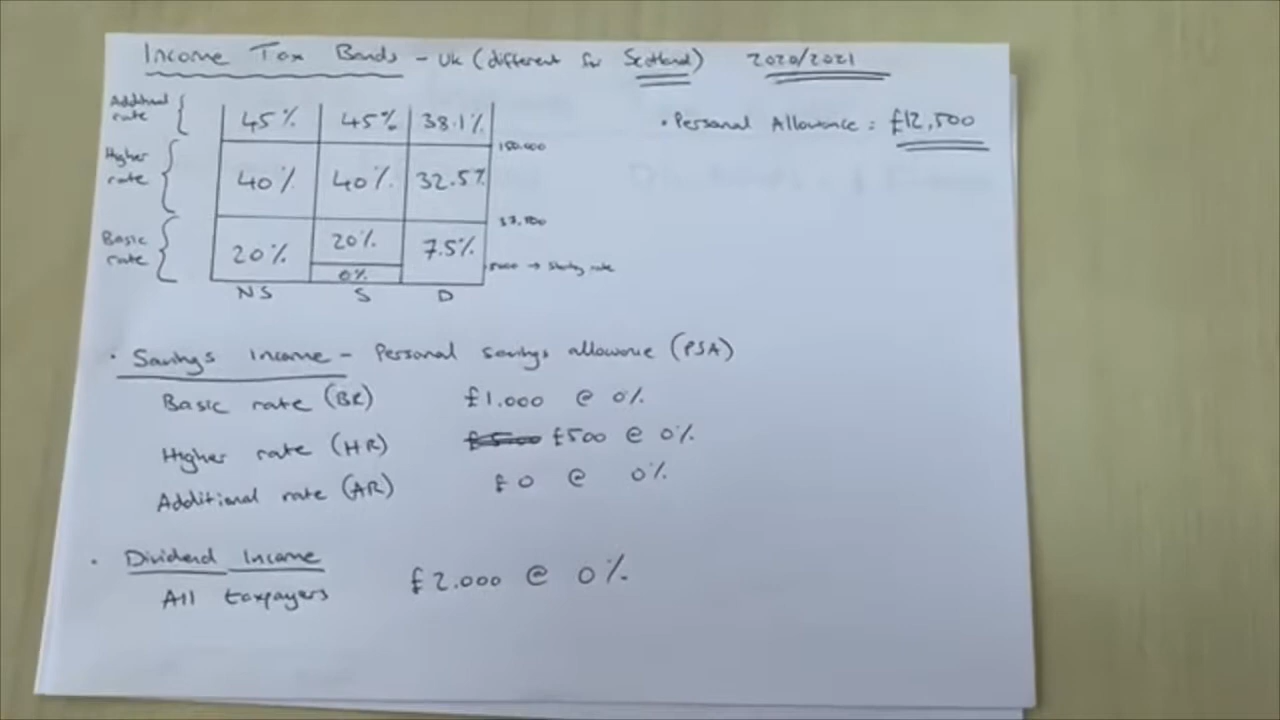 Income Tax Bands - UK (different for Scotland) 2020/2021
• Personal Allowance: £12,500
Additional rate
45% 45% 38.1%
150.000
Higher rate
40% 40% 32.5%
37.500
Basic rate
20% 20% 7.5%
0%
5000 → Starting rate
NS S D
• Savings Income - Personal savings allowance (PSA)
Basic rate (BR) £1.000 @ 0%
Higher rate (HR) £500 @ 0%
Additional rate (AR) £0 @ 0%
• Dividend Income
All taxpayers £2.000 @ 0%